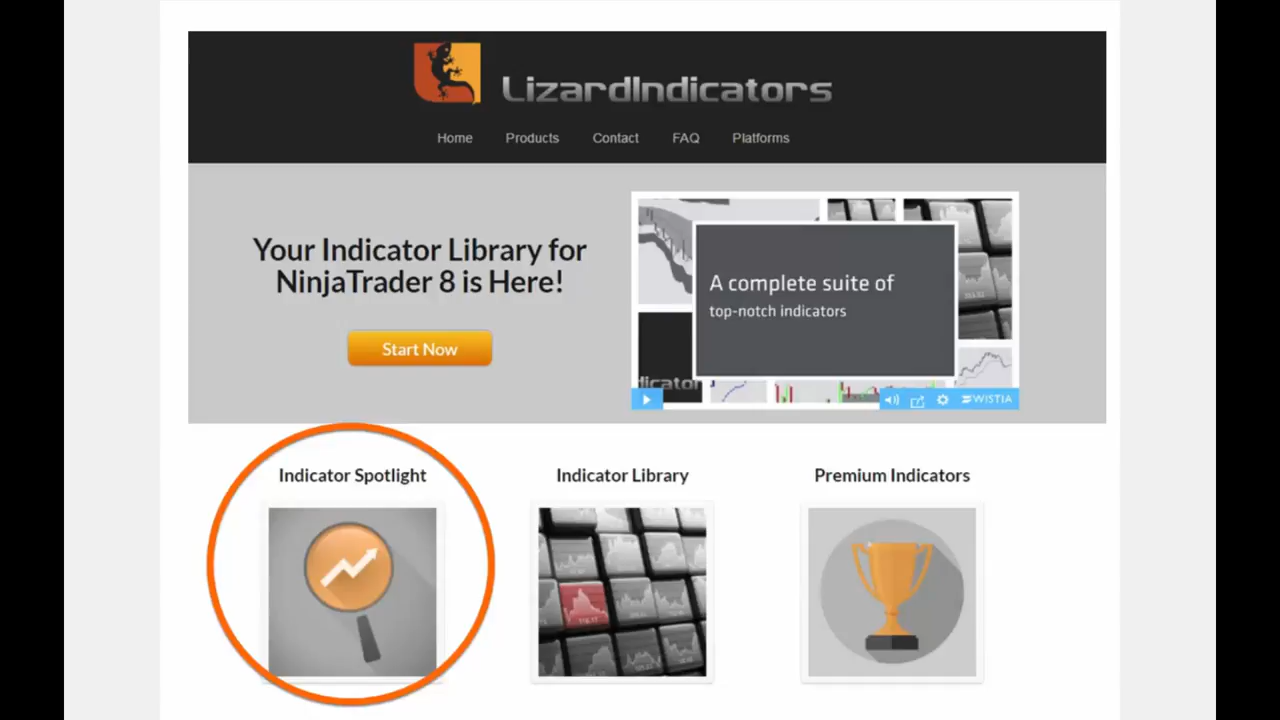 LizardIndicators
Home Products Contact FAQ Platforms
Your Indicator Library for
NinjaTrader 8 is Here!
Start Now
A complete suite of
top-notch indicators
dicator
WISTIA
Indicator Spotlight
Indicator Library
Premium Indicators